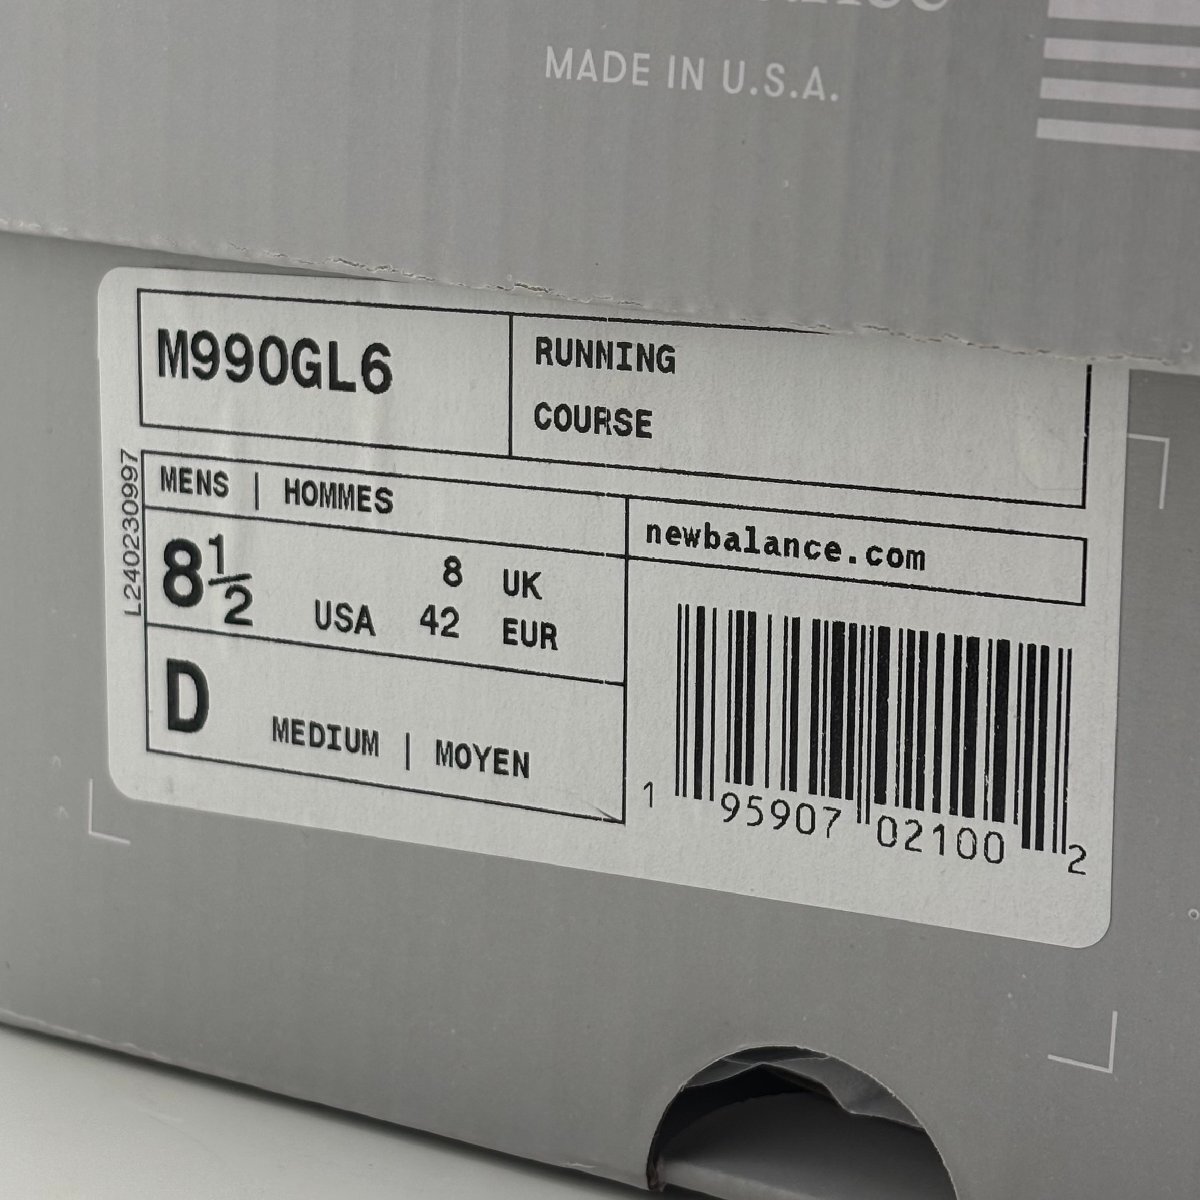 MADE IN U.S.A.
M990GL6
RUNNING
COURSE
L240230997
MENS | HOMMES
8½
8 UK
USA 42 EUR
D
MEDIUM | MOYEN
newbalance.com
1 95907 02100 2